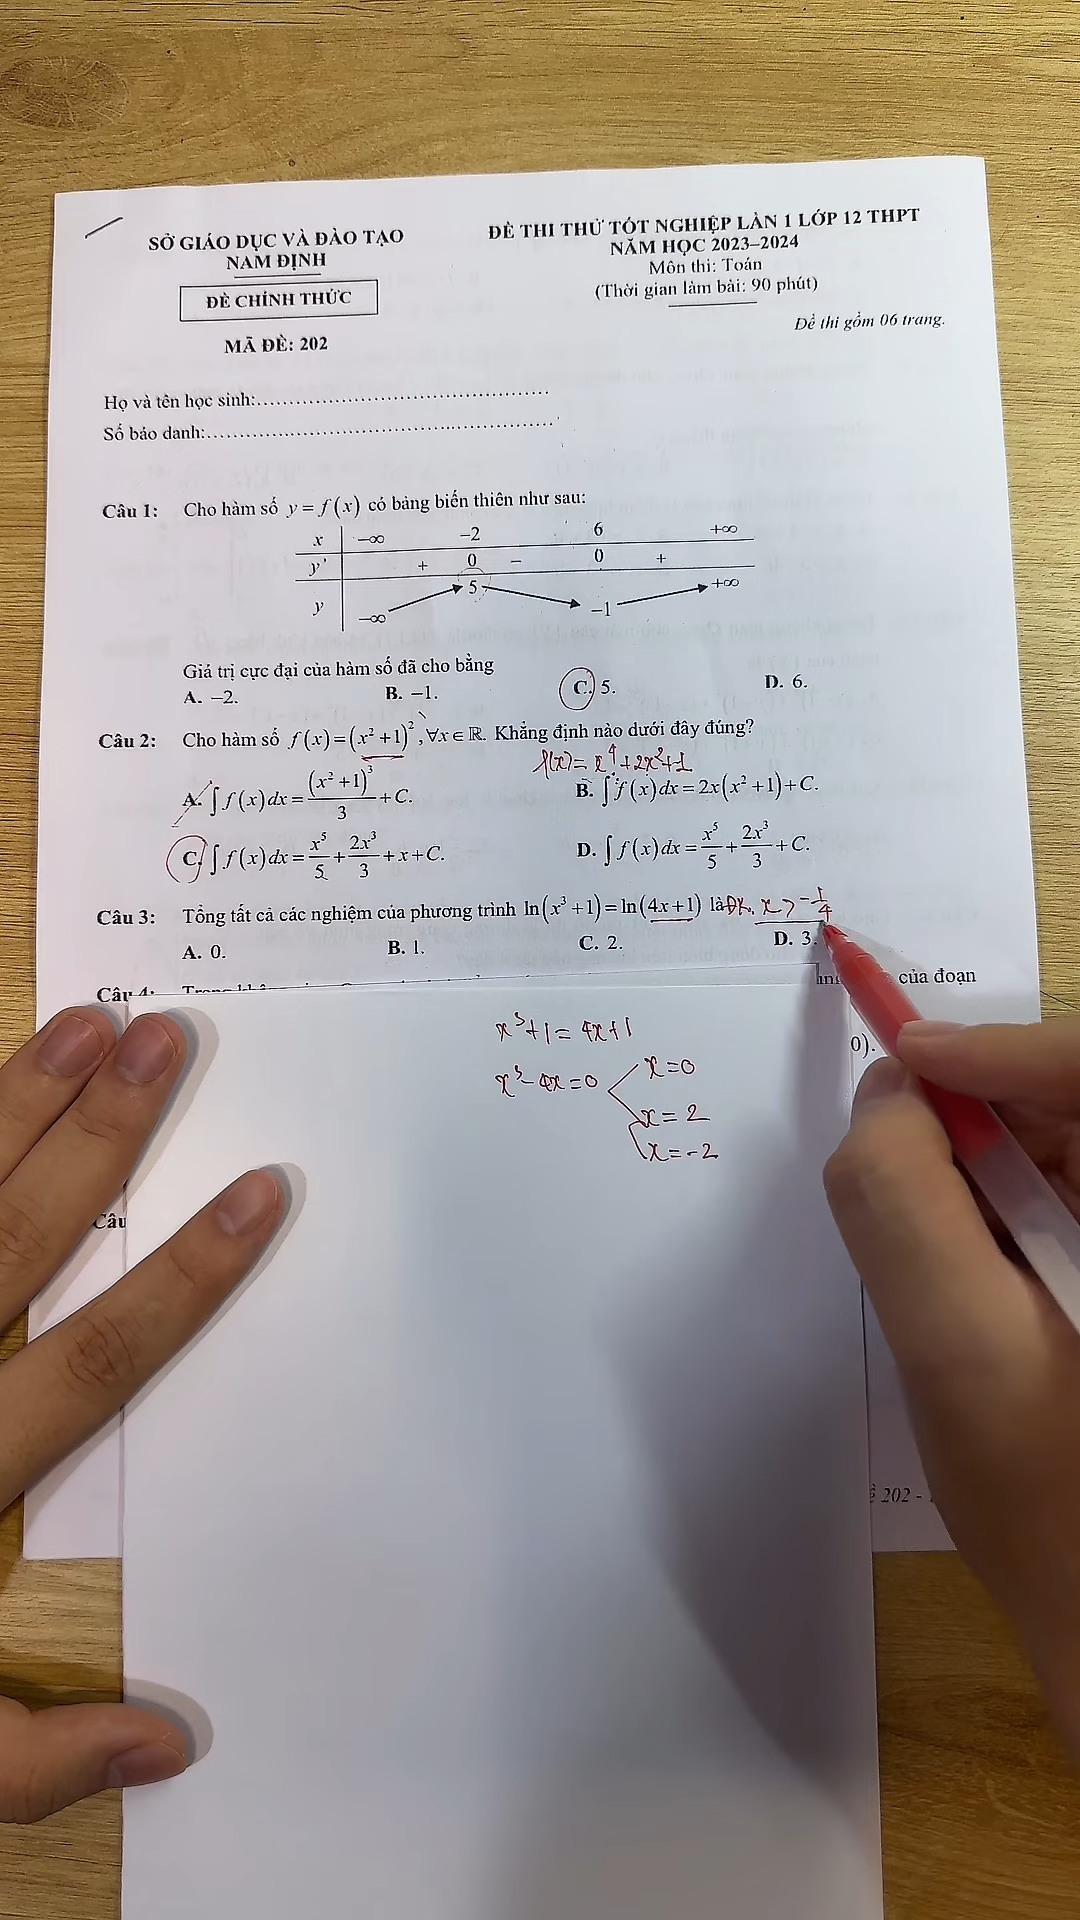 SỞ GIÁO DỤC VÀ ĐÀO TẠO
NAM ĐỊNH
ĐỀ CHÍNH THỨC
MÃ ĐỀ: 202
ĐỀ THI THỬ TỐT NGHIỆP LẦN 1 LỚP 12 THPT
NĂM HỌC 2023–2024
Môn thi: Toán
(Thời gian làm bài: 90 phút)
Đề thi gồm 06 trang.
Họ và tên học sinh:……………………………………
Số báo danh:……………………………………………
Câu 1: Cho hàm số y = f(x) có bảng biến thiên như sau:
x −∞ −2 6 +∞
y' + 0 − 0 +
y −∞ 5 −1 +∞
Giá trị cực đại của hàm số đã cho bằng
A. −2. B. −1. C. 5. D. 6.
Câu 2: Cho hàm số f(x) = (x² + 1)², ∀x ∈ ℝ. Khẳng định nào dưới đây đúng?
f(x) = x⁴ + 2x² + 1
A. ∫ f(x)dx = (x² + 1)³/3 + C. B. ∫ f(x)dx = 2x(x² + 1) + C.
C. ∫ f(x)dx = x⁵/5 + 2x³/3 + x + C. D. ∫ f(x)dx = x⁵/5 + 2x³/3 + C.
Câu 3: Tổng tất cả các nghiệm của phương trình ln(x³ + 1) = ln(4x + 1) là ĐK. x > −1/4
A. 0. B. 1. C. 2. D. 3.
Câu 4: của đoạn
x³ + 1 = 4x + 1
0).
x³ − 4x = 0 x = 0
x = 2
x = −2
Câu
202 -